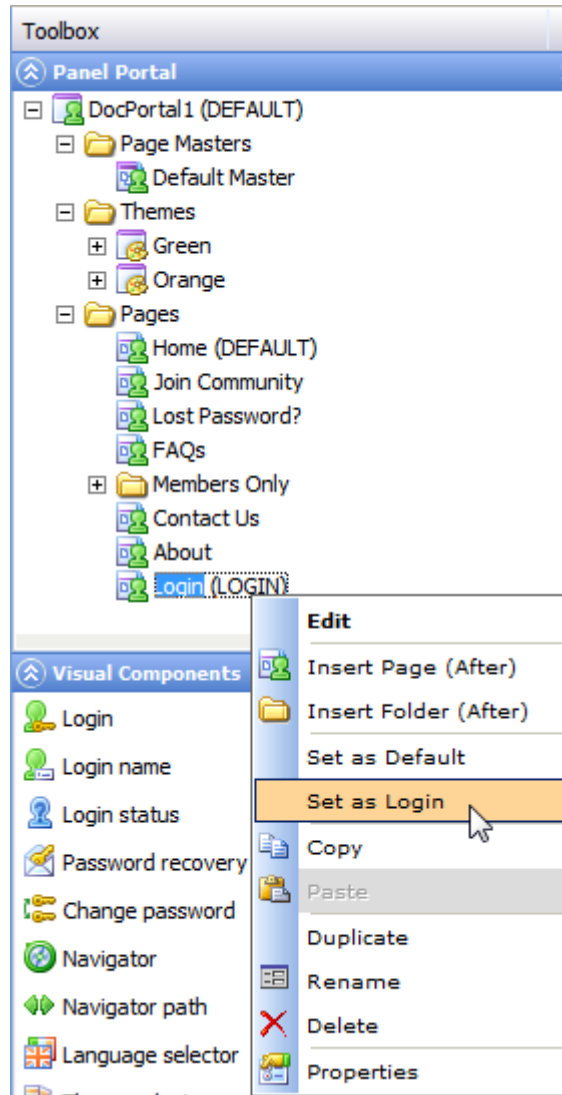 Toolbox
Panel Portal
DocPortal1 (DEFAULT)
Page Masters
Default Master
Themes
Green
Orange
Pages
Home (DEFAULT)
Join Community
Lost Password?
FAQs
Members Only
Contact Us
About
Login (LOGIN)
Edit
Insert Page (After)
Insert Folder (After)
Set as Default
Set as Login
Copy
Paste
Duplicate
Rename
Delete
Properties
Visual Components
Login
Login name
Login status
Password recovery
Change password
Navigator
Navigator path
Language selector